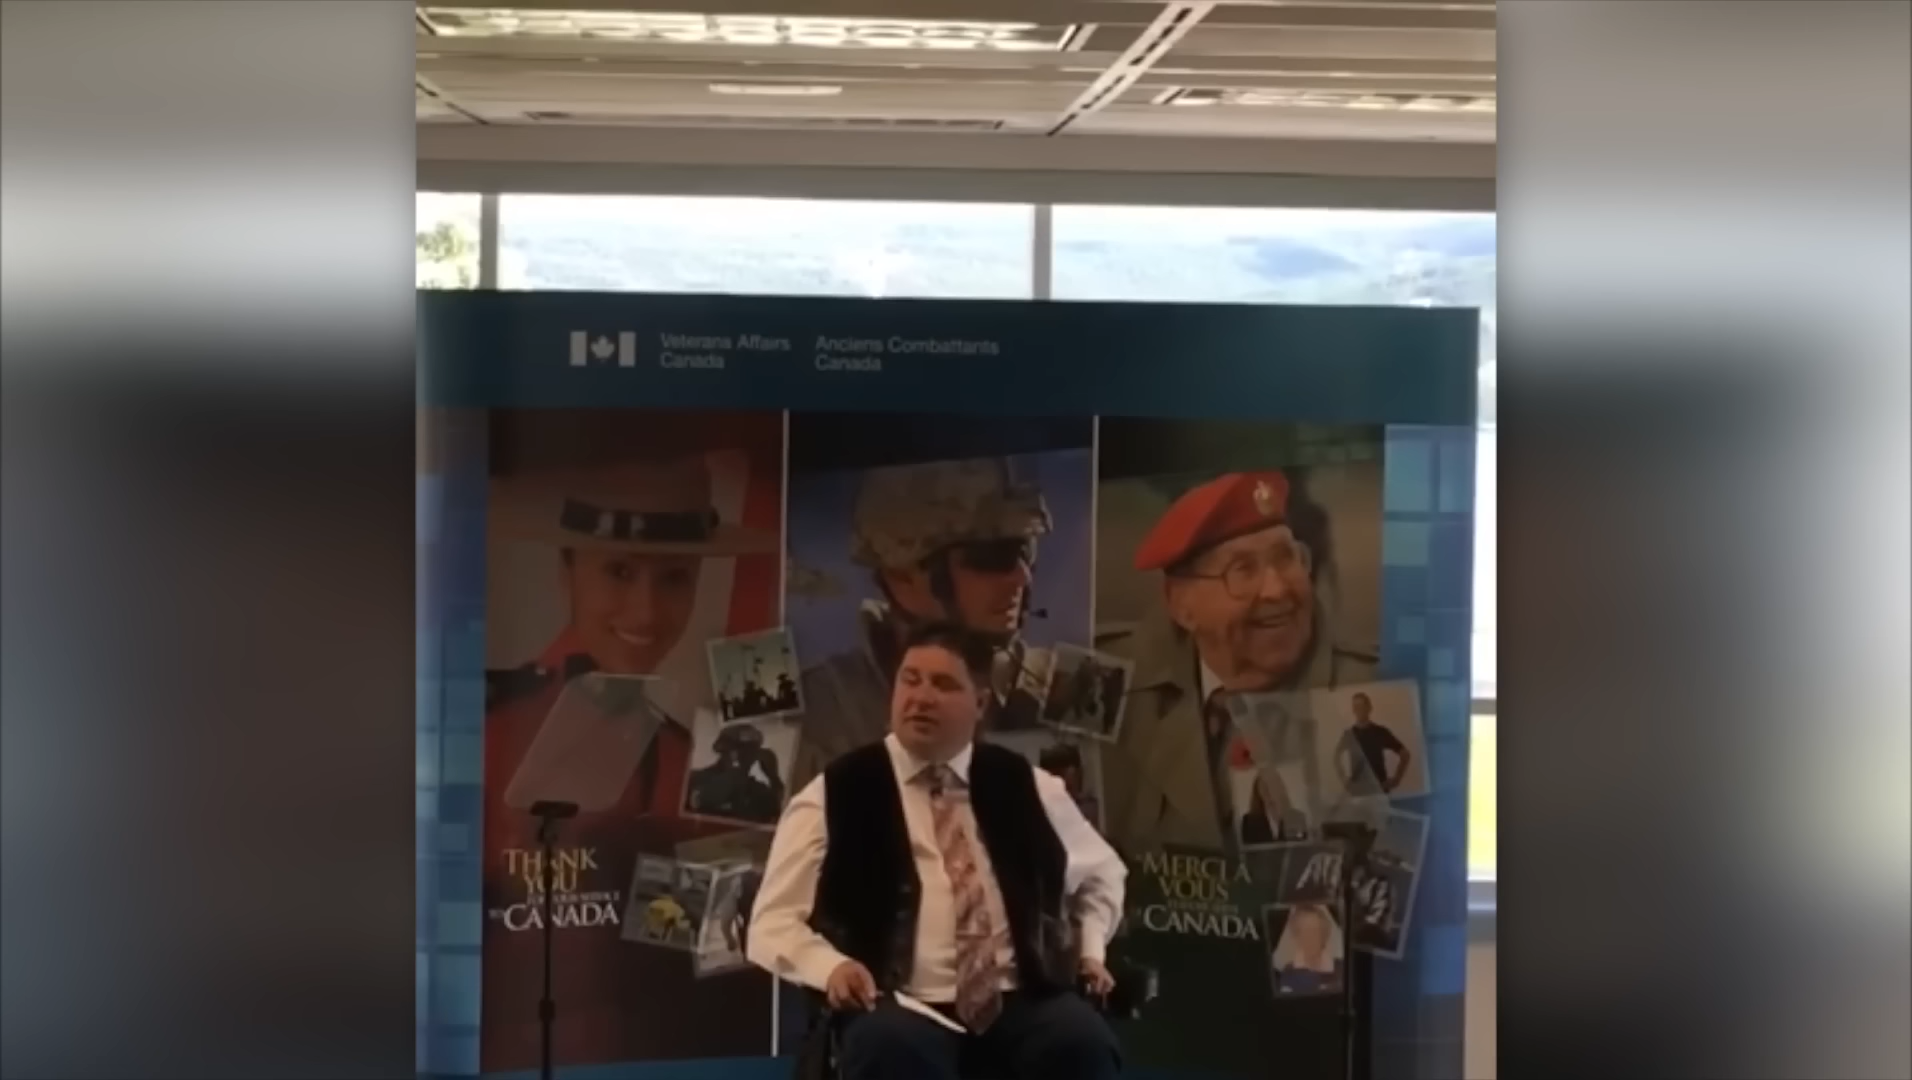 Veterans Affairs
Canada
Anciens Combattants
Canada
THANK
YOU
CANADA
MERCI À
VOUS
CANADA